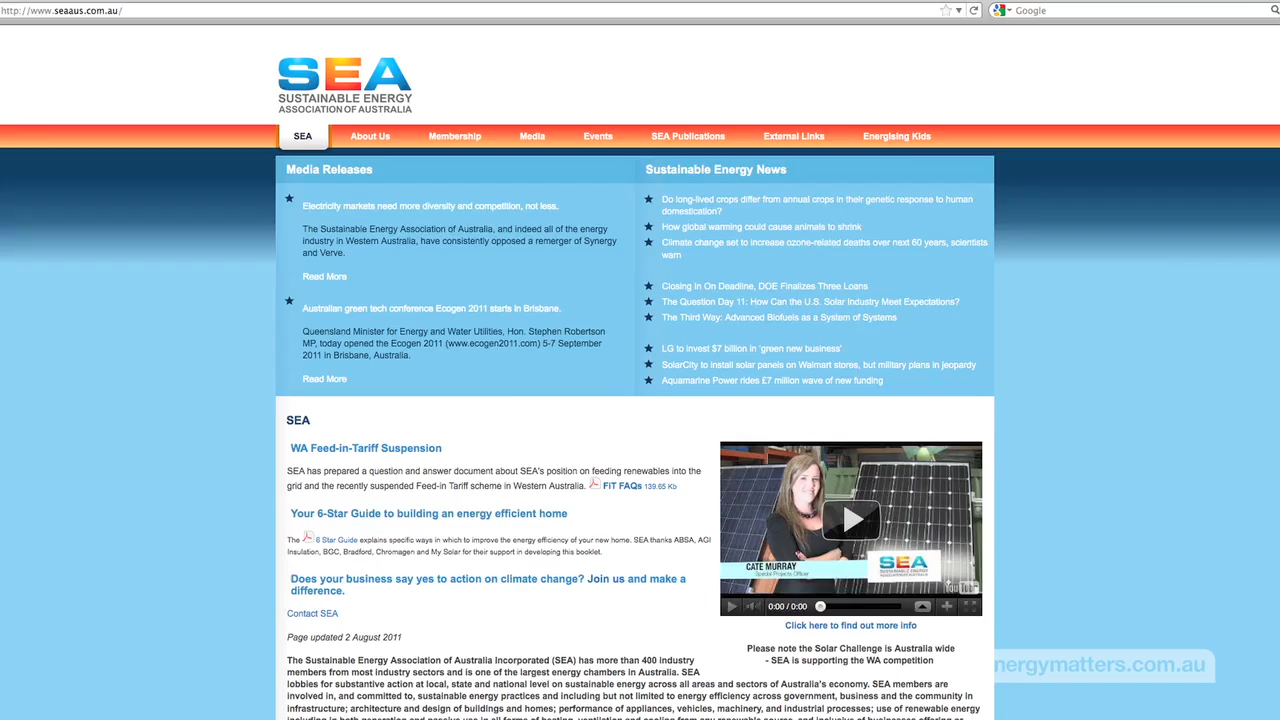 http://www.seaaus.com.au/
Google
SEA
SUSTAINABLE ENERGY
ASSOCIATION OF AUSTRALIA
SEA About Us Membership Media Events SEA Publications External Links Energising Kids
Media Releases
Electricity markets need more diversity and competition, not less.
The Sustainable Energy Association of Australia, and indeed all of the energy
industry in Western Australia, have consistently opposed a remerger of Synergy
and Verve.
Read More
Australian green tech conference Ecogen 2011 starts in Brisbane.
Queensland Minister for Energy and Water Utilities, Hon. Stephen Robertson
MP, today opened the Ecogen 2011 (www.ecogen2011.com) 5-7 September
2011 in Brisbane, Australia.
Read More
Sustainable Energy News
Do long-lived crops differ from annual crops in their genetic response to human
domestication?
How global warming could cause animals to shrink
Climate change set to increase ozone-related deaths over next 60 years, scientists
warn
Closing In On Deadline, DOE Finalizes Three Loans
The Question Day 11: How Can the U.S. Solar Industry Meet Expectations?
The Third Way: Advanced Biofuels as a System of Systems
LG to invest $7 billion in 'green new business'
SolarCity to install solar panels on Walmart stores, but military plans in jeopardy
Aquamarine Power rides £7 million wave of new funding
SEA
WA Feed-in-Tariff Suspension
SEA has prepared a question and answer document about SEA's position on feeding renewables into the
grid and the recently suspended Feed-in Tariff scheme in Western Australia. FiT FAQs 139.65 Kb
Your 6-Star Guide to building an energy efficient home
The 6 Star Guide explains specific ways in which to improve the energy efficiency of your new home. SEA thanks ABSA, AGI
Insulation, BGC, Bradford, Chromagen and My Solar for their support in developing this booklet.
Does your business say yes to action on climate change? Join us and make a
difference.
Contact SEA
Page updated 2 August 2011
CATE MURRAY
Special Projects Officer
SEA
SUSTAINABLE ENERGY
ASSOCIATION OF AUSTRALIA
YouTube
0:00 / 0:00
Click here to find out more info
Please note the Solar Challenge is Australia wide
- SEA is supporting the WA competition
The Sustainable Energy Association of Australia Incorporated (SEA) has more than 400 industry
members from most industry sectors and is one of the largest energy chambers in Australia. SEA
lobbies for substantive action at local, state and national level on sustainable energy across all areas and sectors of Australia's economy. SEA members are
involved in, and committed to, sustainable energy practices and including but not limited to energy efficiency across government, business and the community in
infrastructure; architecture and design of buildings and homes; performance of appliances, vehicles, machinery, and industrial processes; use of renewable energy
nergymatters.com.au